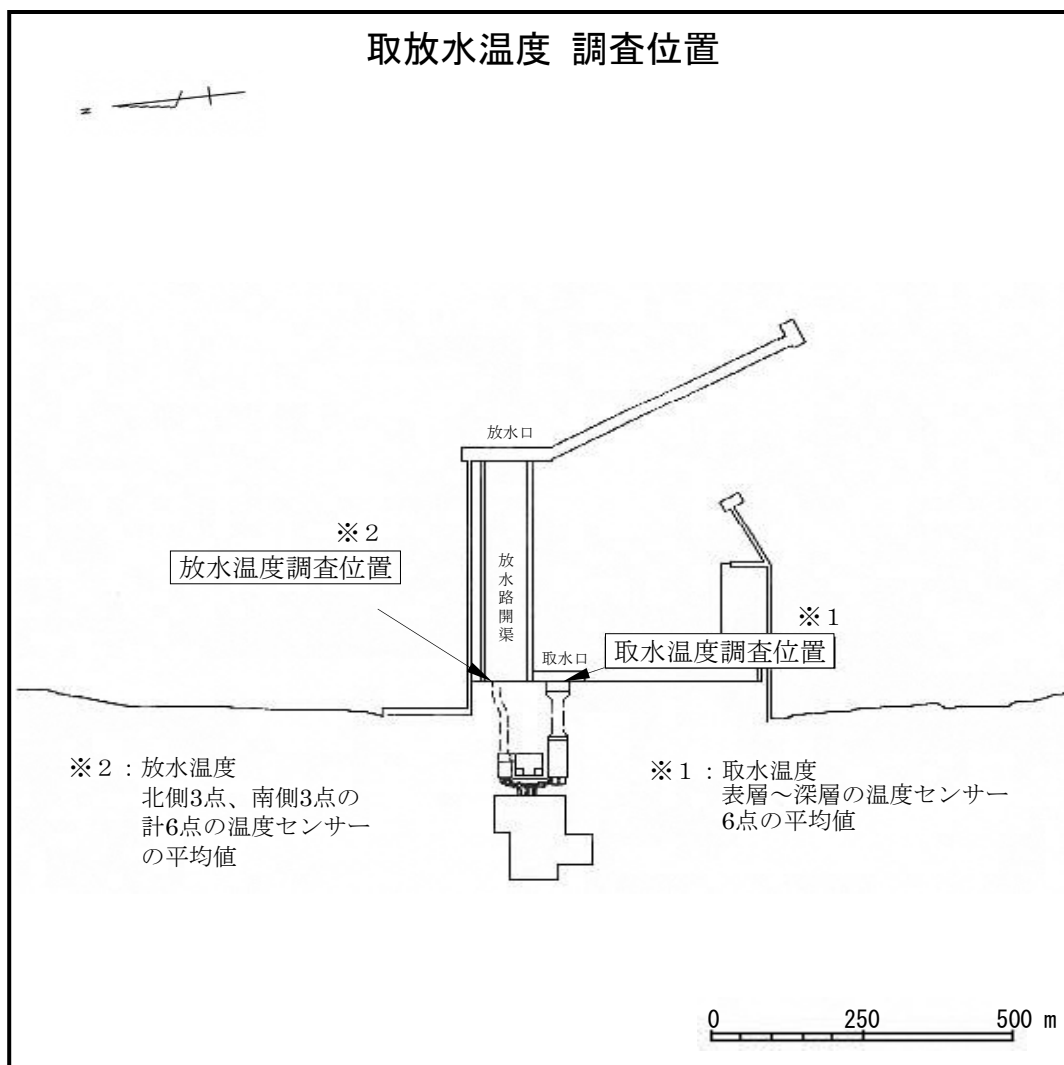 取放水温度 調査位置
N
放水口
※2
放水温度調査位置
放水路開渠
※1
取水口
取水温度調査位置
※2：放水温度
北側3点、南側3点の
計6点の温度センサー
の平均値
※1：取水温度
表層～深層の温度センサー
6点の平均値
0 250 500 m